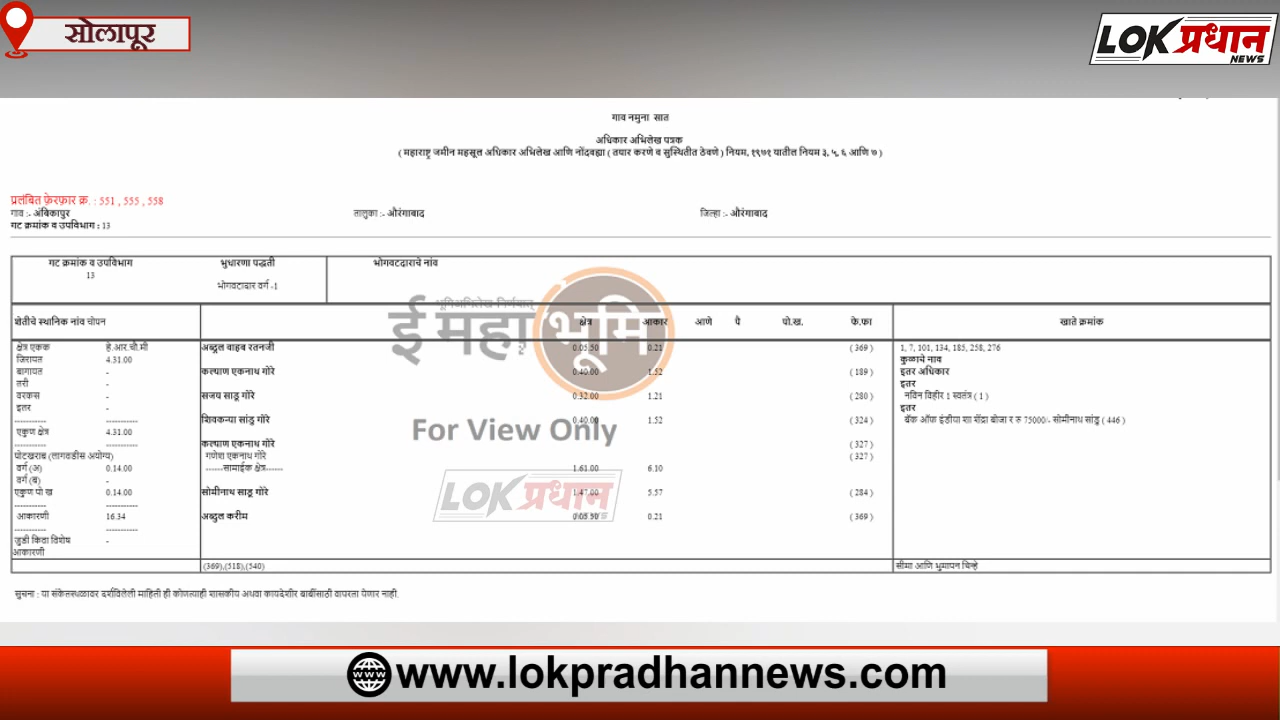 सोलापूर
LOK प्रधान
NEWS
गाव नमुना सात
अधिकार अभिलेख पत्रक
( महाराष्ट्र जमीन महसूल अधिकार अभिलेख आणि नोंदवह्या ( तयार करणे व सुस्थितीत ठेवणे ) नियम, १९७१ यातील नियम ३, ५, ६ आणि ७ )
प्रलंबित फ़ेरफ़ार क्र. : 551 , 555 , 558
गाव :- अंबिकापुर तालुका :- औरंगाबाद जिल्हा :- औरंगाबाद
गट क्रमांक व उपविभाग : 13
गट क्रमांक व उपविभाग भुधारणा पद्धती भोगवटदाराचे नांव
13
भोगवटादार वर्ग -1
भूमिअभिलेख निर्णयात्
ई महाभूमि
शेतीचे स्थानिक नांव चोपन क्षेत्र आकार आणे पै पो.ख. फे.फा खाते क्रमांक
क्षेत्र एकक हे.आर.चौ.मी अब्दुल वाहब रतनजी 0.05.50 0.21 ( 369 ) 1, 7, 101, 134, 185, 258, 276
जिरायत 4.31.00 कुळाचे नाव
बागायत - कल्याण एकनाथ गोरे 0.40.00 1.52 ( 189 ) इतर अधिकार
तरी - इतर
वरकस - सजय साडू गोरे 0.32.00 1.21 ( 280 ) नविन विहीर 1 स्वतंत्र ( 1 )
इतर - इतर
----------- ----------- शिवकन्या सांडु गोरे 0.40.00 1.52 ( 324 ) बॅक ऑफ इंडीया शा शेंद्रा बोजा र रु 75000/- सोमीनाथ सांडु ( 446 )
एकुण क्षेत्र 4.31.00
----------- ----------- कल्याण एकनाथ गोरे ( 327 )
पोटखराब (लागवडीस अयोग्य) गणेश एकनाथ गोरे ( 327 )
वर्ग (अ) 0.14.00 ------सामाईक क्षेत्र------ 1.61.00 6.10
वर्ग (ब) -
एकुण पो ख 0.14.00 सोमीनाथ साडू गोरे 1.47.00 5.57 ( 284 )
----------- -----------
आकारणी 16.34 अब्दुल करीम 0.05.50 0.21 ( 369 )
----------- -----------
जुडी किंवा विशेष -
आकारणी
(369),(518),(540) सीमा आणि भुमापन चिन्हे
For View Only
LOK प्रधान
NEWS
सुचना : या संकेतस्थळावर दर्शविलेली माहिती ही कोणत्याही शासकीय अथवा कायदेशीर बाबींसाठी वापरता येणार नाही.
www.lokpradhannews.com